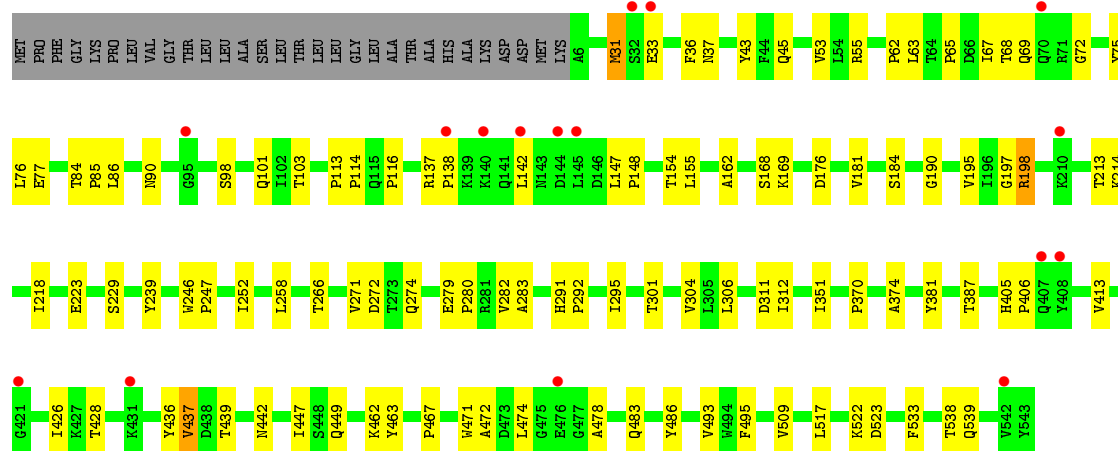 MET PRO PHE GLY LYS PRO LEU VAL GLY THR LEU LEU ALA SER LEU THR LEU LEU GLY LEU ALA THR ALA HIS ALA LYS ASP ASP MET LYS A6 M31 S32 E33 F36 N37 Y43 F44 Q45 V53 L54 R55 P62 L63 T64 P65 D66 I67 T68 Q69 Q70 R71 G72 Y75
L76 E77 T84 P85 L86 N90 G95 S98 Q101 I102 T103 P113 P114 Q115 P116 R137 P138 K139 K140 Q141 L142 N143 D144 L145 D146 L147 P148 T154 L155 A162 S168 K169 D176 V181 S184 G190 V195 I196 G197 R198 K210 T213 K214
I218 E223 S229 Y239 W246 P247 I252 L258 T266 V271 D272 T273 Q274 E279 P280 R281 V282 A283 H291 P292 I295 T301 V304 L305 L306 D311 I312 I351 P370 A374 Y381 T387 H405 P406 Q407 Y408 V413
G421 I426 K427 T428 K431 Y436 V437 D438 T439 N442 I447 S448 Q449 K462 Y463 P467 W471 A472 D473 L474 G475 E476 G477 A478 Q483 Y486 V493 W494 F495 V509 L517 K522 D523 F533 T538 Q539 V542 Y543